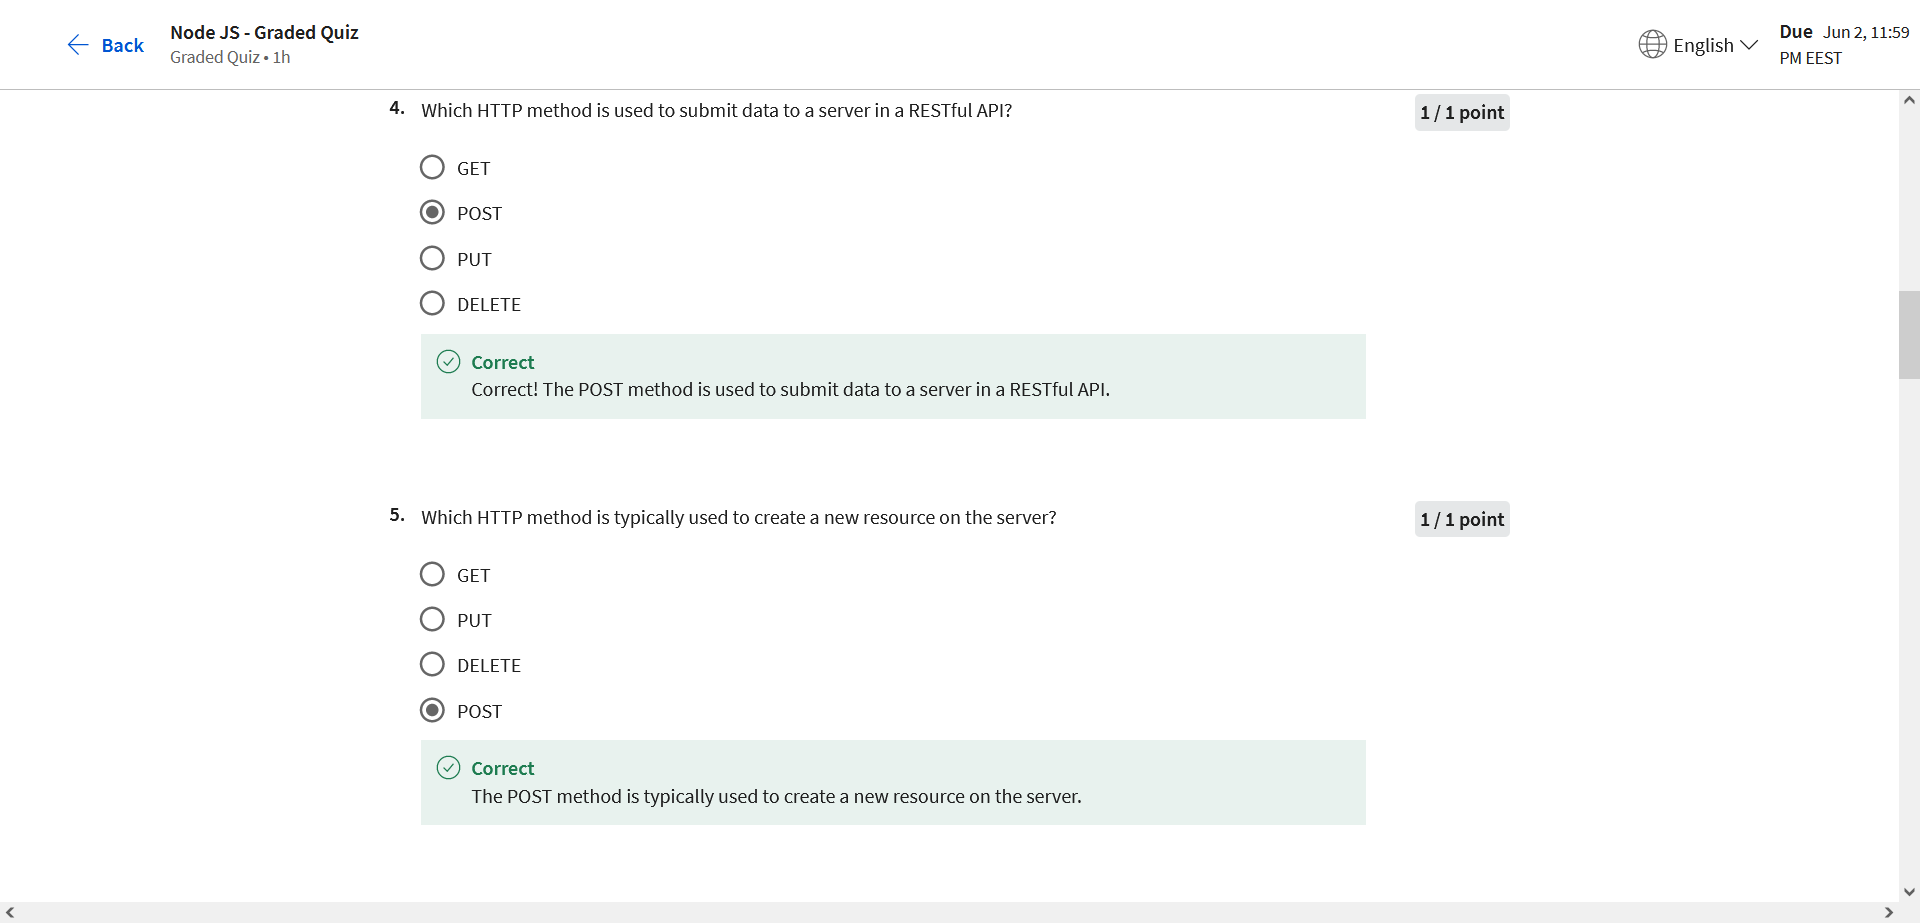 Back
Node JS - Graded Quiz
Graded Quiz • 1h
English
Due Jun 2, 11:59
PM EEST
4. Which HTTP method is used to submit data to a server in a RESTful API?
1 / 1 point
GET
POST
PUT
DELETE
Correct
Correct! The POST method is used to submit data to a server in a RESTful API.
5. Which HTTP method is typically used to create a new resource on the server?
1 / 1 point
GET
PUT
DELETE
POST
Correct
The POST method is typically used to create a new resource on the server.